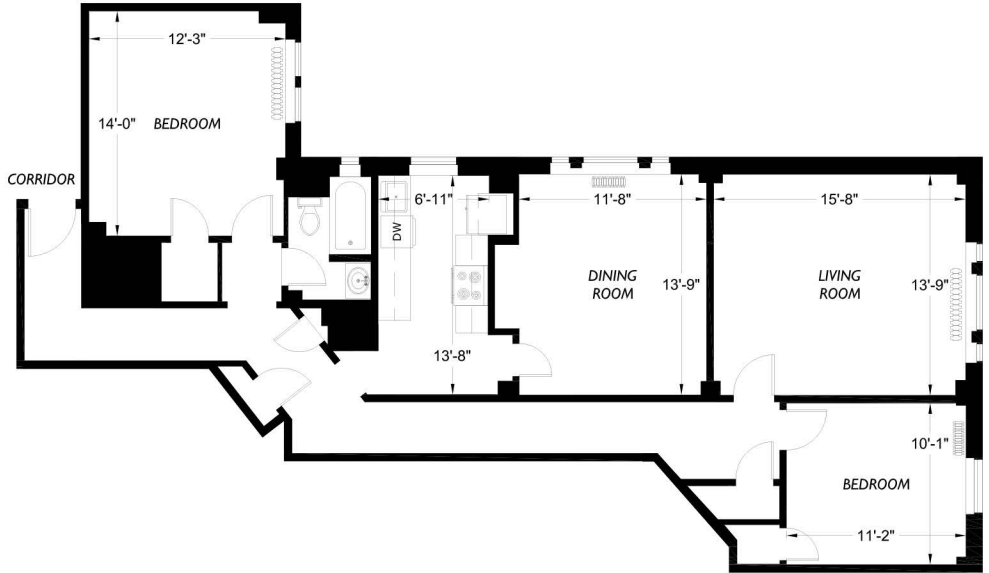 12'-3"
14'-0"
BEDROOM
CORRIDOR
6'-11"
11'-8"
15'-8"
DW
DINING
ROOM
13'-9"
LIVING
ROOM
13'-9"
13'-8"
10'-1"
BEDROOM
11'-2"